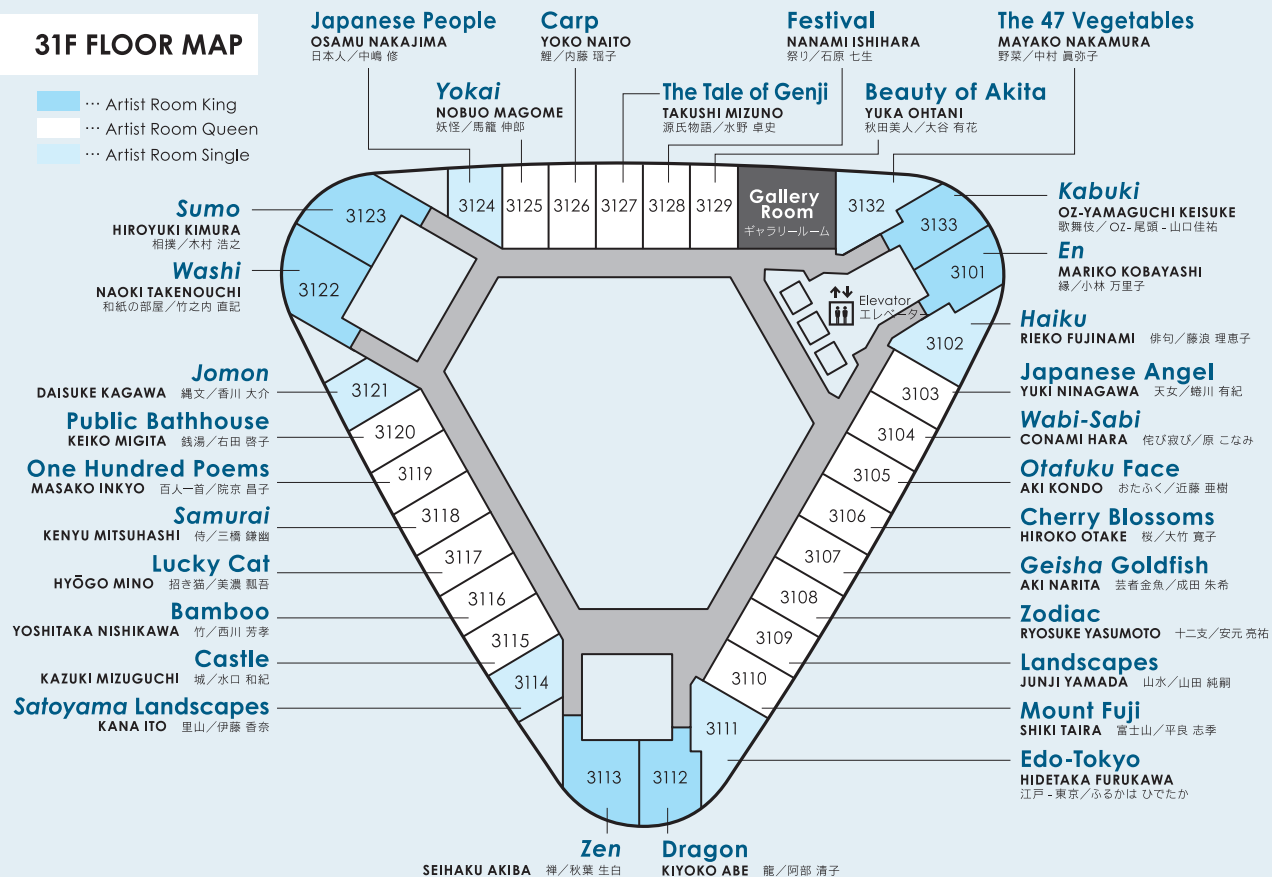 31F FLOOR MAP
… Artist Room King
… Artist Room Queen
… Artist Room Single
Japanese People
OSAMU NAKAJIMA
日本人／中嶋 修
Yokai
NOBUO MAGOME
妖怪／馬籠 伸郎
Carp
YOKO NAITO
鯉／内藤 瑶子
The Tale of Genji
TAKUSHI MIZUNO
源氏物語／水野 卓史
Festival
NANAMI ISHIHARA
祭り／石原 七生
Beauty of Akita
YUKA OHTANI
秋田美人／大谷 有花
The 47 Vegetables
MAYAKO NAKAMURA
野菜／中村 眞弥子
Sumo
HIROYUKI KIMURA
相撲／木村 浩之
Washi
NAOKI TAKENOUCHI
和紙の部屋／竹之内 直記
Jomon
DAISUKE KAGAWA 縄文／香川 大介
Public Bathhouse
KEIKO MIGITA 銭湯／右田 啓子
One Hundred Poems
MASAKO INKYO 百人一首／院京 昌子
Samurai
KENYU MITSUHASHI 侍／三橋 鎌幽
Lucky Cat
HYŌGO MINO 招き猫／美濃 瓢吾
Bamboo
YOSHITAKA NISHIKAWA 竹／西川 芳孝
Castle
KAZUKI MIZUGUCHI 城／水口 和紀
Satoyama Landscapes
KANA ITO 里山／伊藤 香奈
3124
3125
3126
3127
3128
3129
Gallery
Room
ギャラリールーム
3132
3133
3101
3102
3103
3104
3105
3106
3107
3108
3109
3110
3111
3112
3113
3114
3115
3116
3117
3118
3119
3120
3121
3122
3123
Elevator
エレベーター
Kabuki
OZ-YAMAGUCHI KEISUKE
歌舞伎／OZ-尾頭-山口佳祐
En
MARIKO KOBAYASHI
縁／小林 万里子
Haiku
RIEKO FUJINAMI 俳句／藤浪 理恵子
Japanese Angel
YUKI NINAGAWA 天女／蜷川 有紀
Wabi-Sabi
CONAMI HARA 侘び寂び／原 こなみ
Otafuku Face
AKI KONDO おたふく／近藤 亜樹
Cherry Blossoms
HIROKO OTAKE 桜／大竹 寛子
Geisha Goldfish
AKI NARITA 芸者金魚／成田 朱希
Zodiac
RYOSUKE YASUMOTO 十二支／安元 亮祐
Landscapes
JUNJI YAMADA 山水／山田 純嗣
Mount Fuji
SHIKI TAIRA 富士山／平良 志季
Edo-Tokyo
HIDETAKA FURUKAWA
江戸-東京／ふるかは ひでたか
Zen
SEIHAKU AKIBA 禅／秋葉 生白
Dragon
KIYOKO ABE 龍／阿部 清子